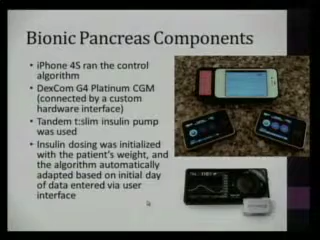 Bionic Pancreas Components
• iPhone 4S ran the control
algorithm
• DexCom G4 Platinum CGM
(connected by a custom
hardware interface)
• Tandem t:slim insulin pump
was used
• Insulin dosing was initialized
with the patient's weight, and
the algorithm automatically
adapted based on initial day
of data entered via user
interface